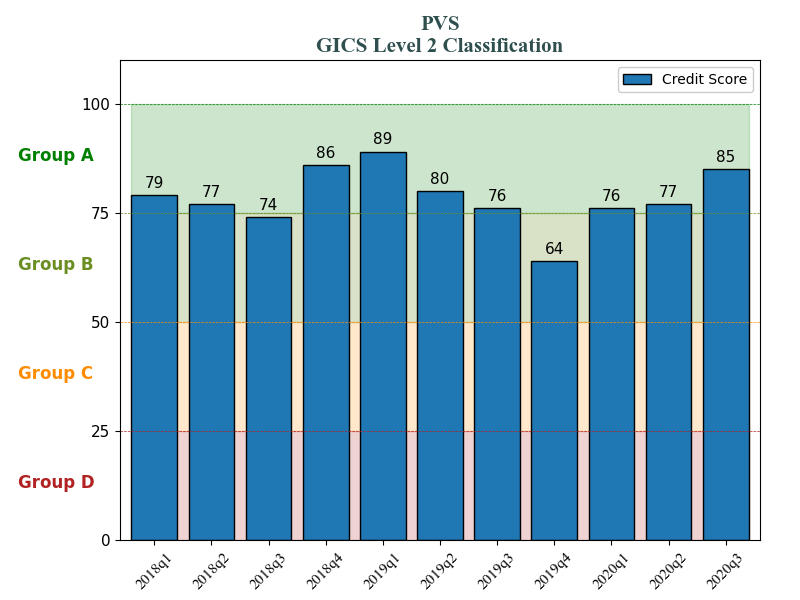 PVS
GICS Level 2 Classification
Credit Score
100
75
50
25
0
Group A
Group B
Group C
Group D
79
77
74
86
89
80
76
64
76
77
85
2018q1
2018q2
2018q3
2018q4
2019q1
2019q2
2019q3
2019q4
2020q1
2020q2
2020q3